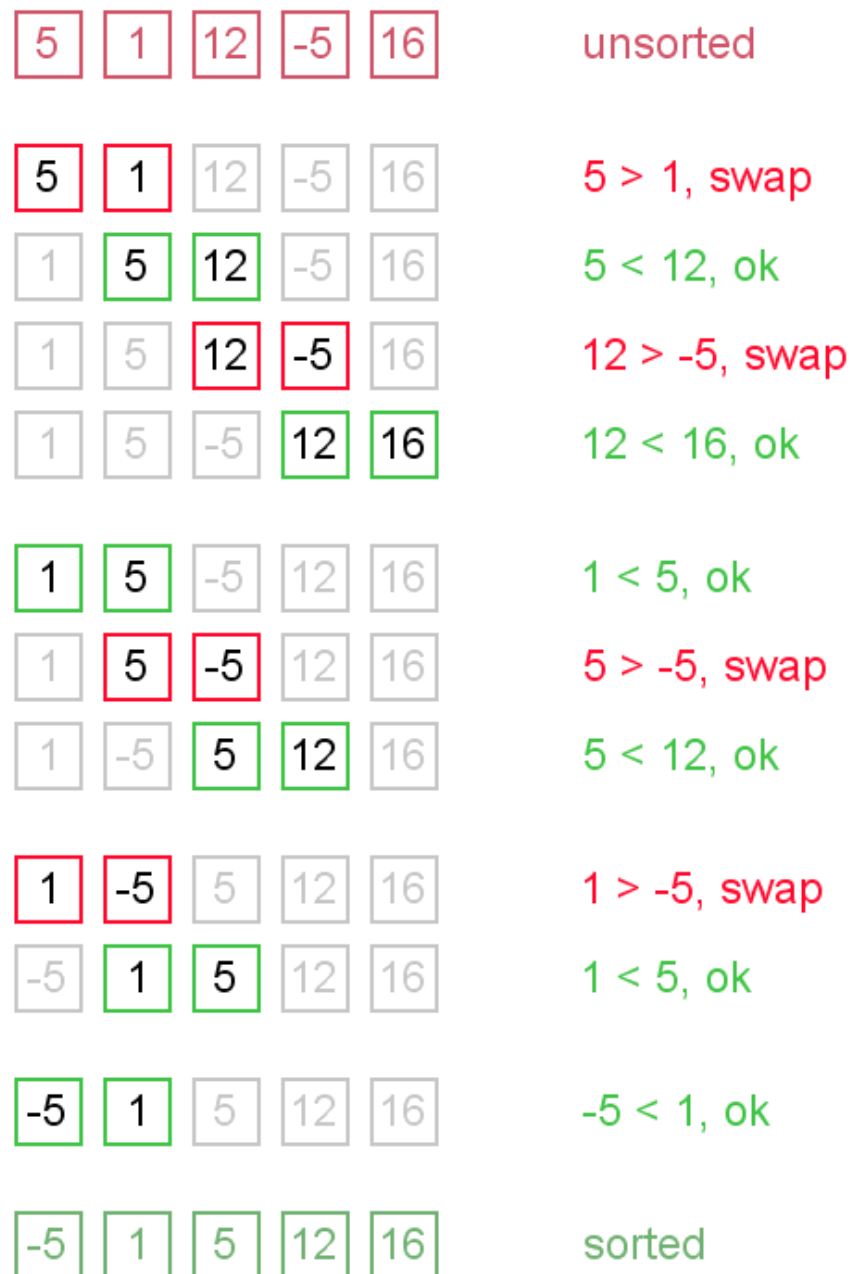 5 1 12 -5 16 unsorted
5 1 12 -5 16 5 > 1, swap
1 5 12 -5 16 5 < 12, ok
1 5 12 -5 16 12 > -5, swap
1 5 -5 12 16 12 < 16, ok
1 5 -5 12 16 1 < 5, ok
1 5 -5 12 16 5 > -5, swap
1 -5 5 12 16 5 < 12, ok
1 -5 5 12 16 1 > -5, swap
-5 1 5 12 16 1 < 5, ok
-5 1 5 12 16 -5 < 1, ok
-5 1 5 12 16 sorted